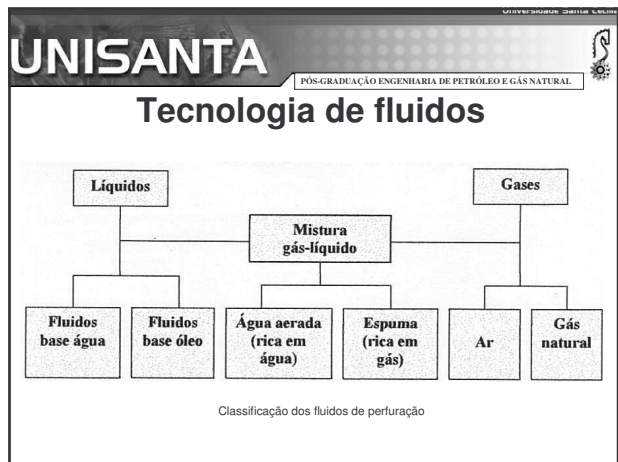 Universidade Santa Cecília
UNISANTA
PÓS-GRADUAÇÃO ENGENHARIA DE PETRÓLEO E GÁS NATURAL
Tecnologia de fluidos
Líquidos
Gases
Mistura
gás-líquido
Fluidos
base água
Fluidos
base óleo
Água aerada
(rica em
água)
Espuma
(rica em
gás)
Ar
Gás
natural
Classificação dos fluidos de perfuração